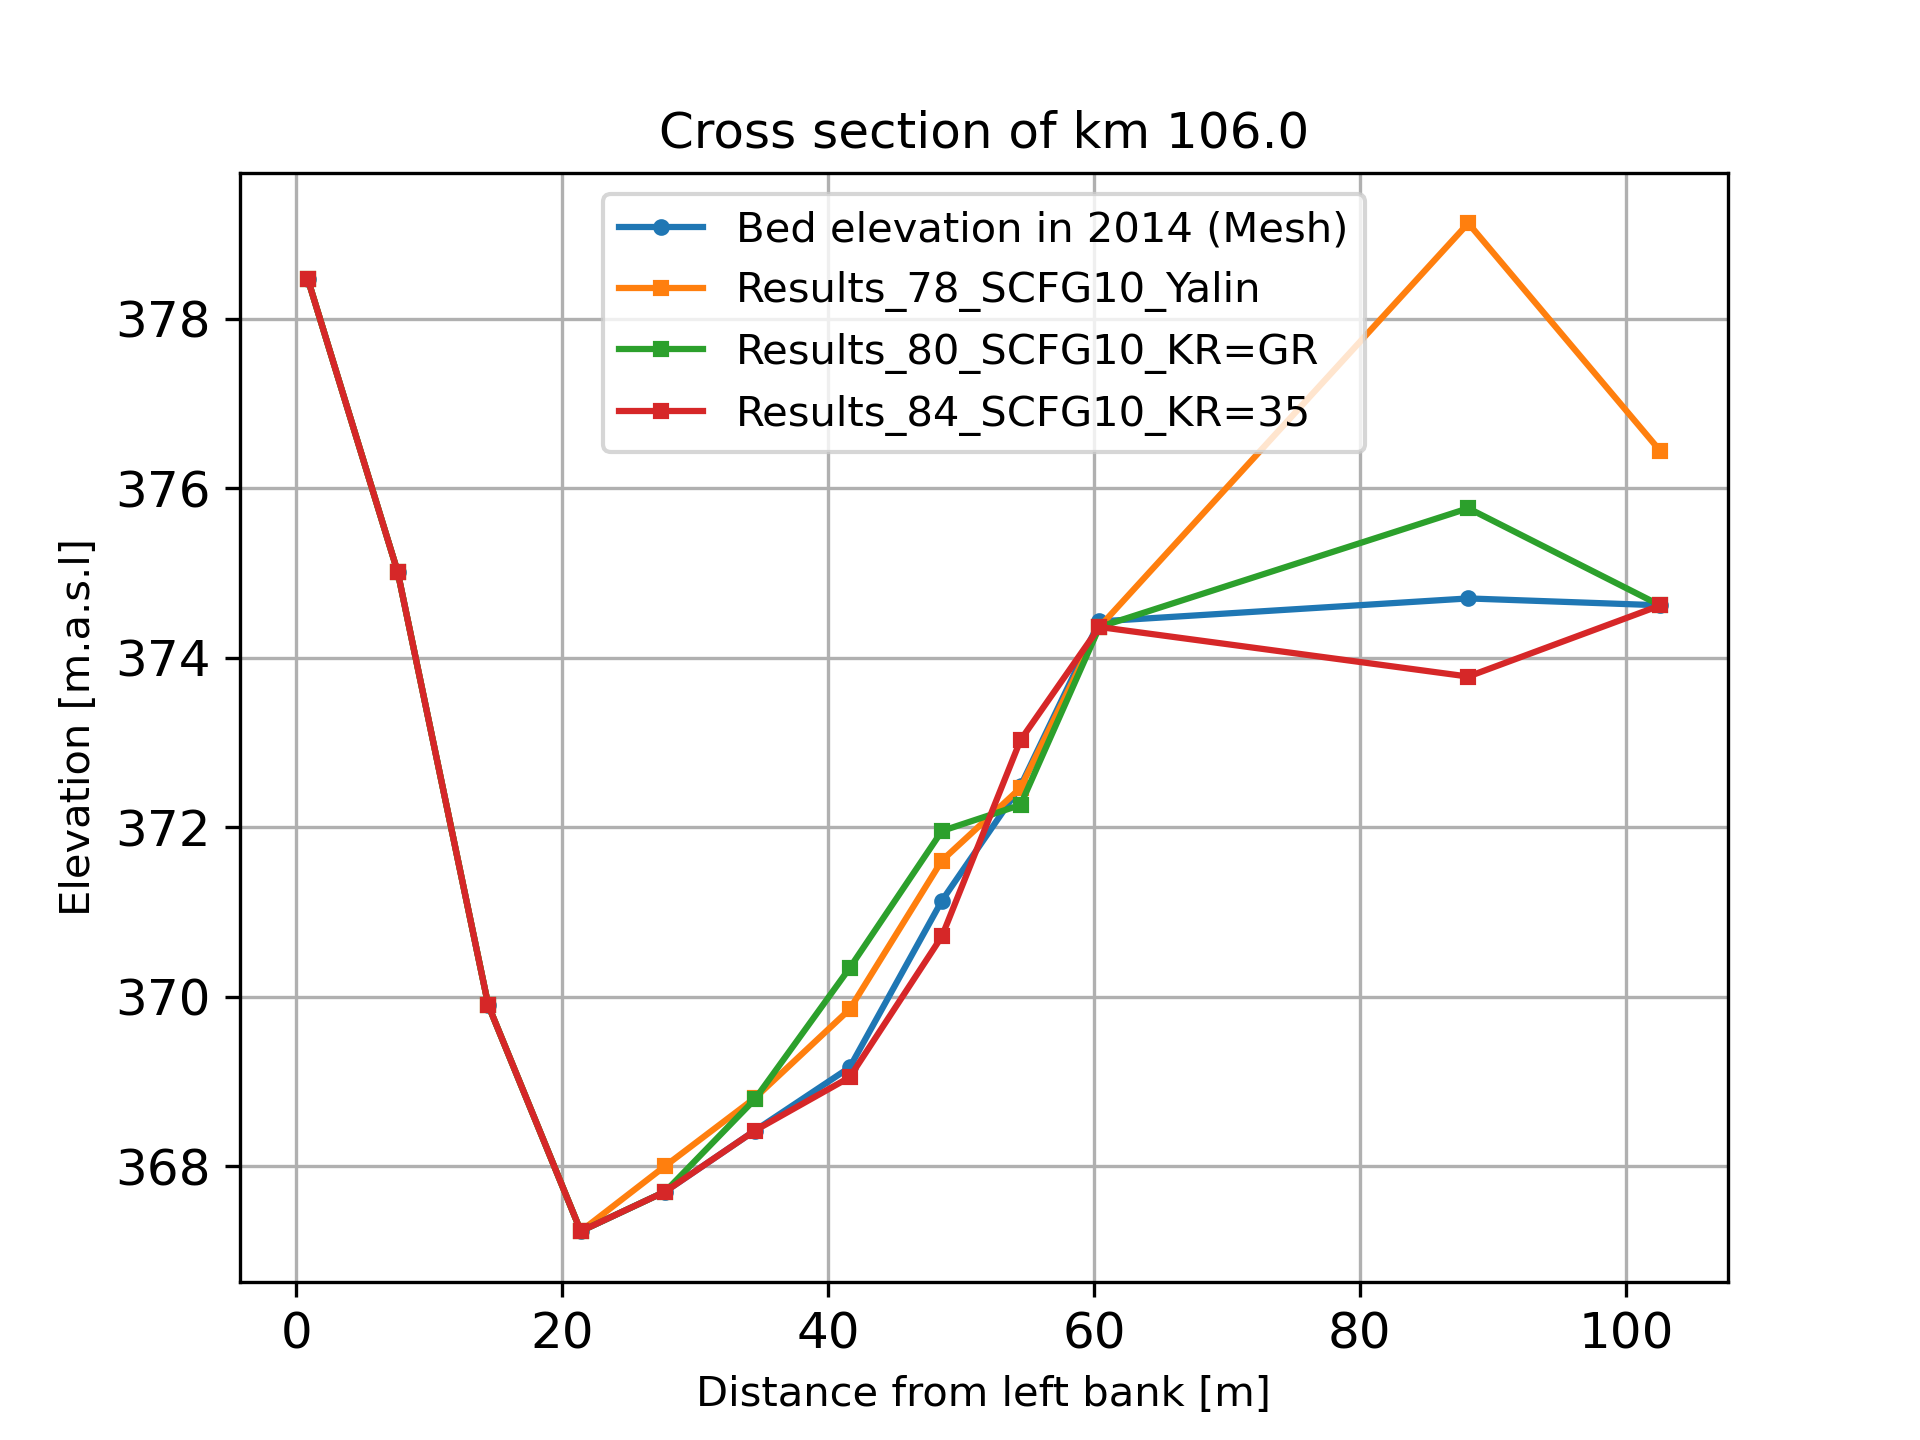 Cross section of km 106.0
Bed elevation in 2014 (Mesh)
Results_78_SCFG10_Yalin
Results_80_SCFG10_KR=GR
Results_84_SCFG10_KR=35
378
376
374
372
370
368
Elevation [m.a.s.l]
0 20 40 60 80 100
Distance from left bank [m]